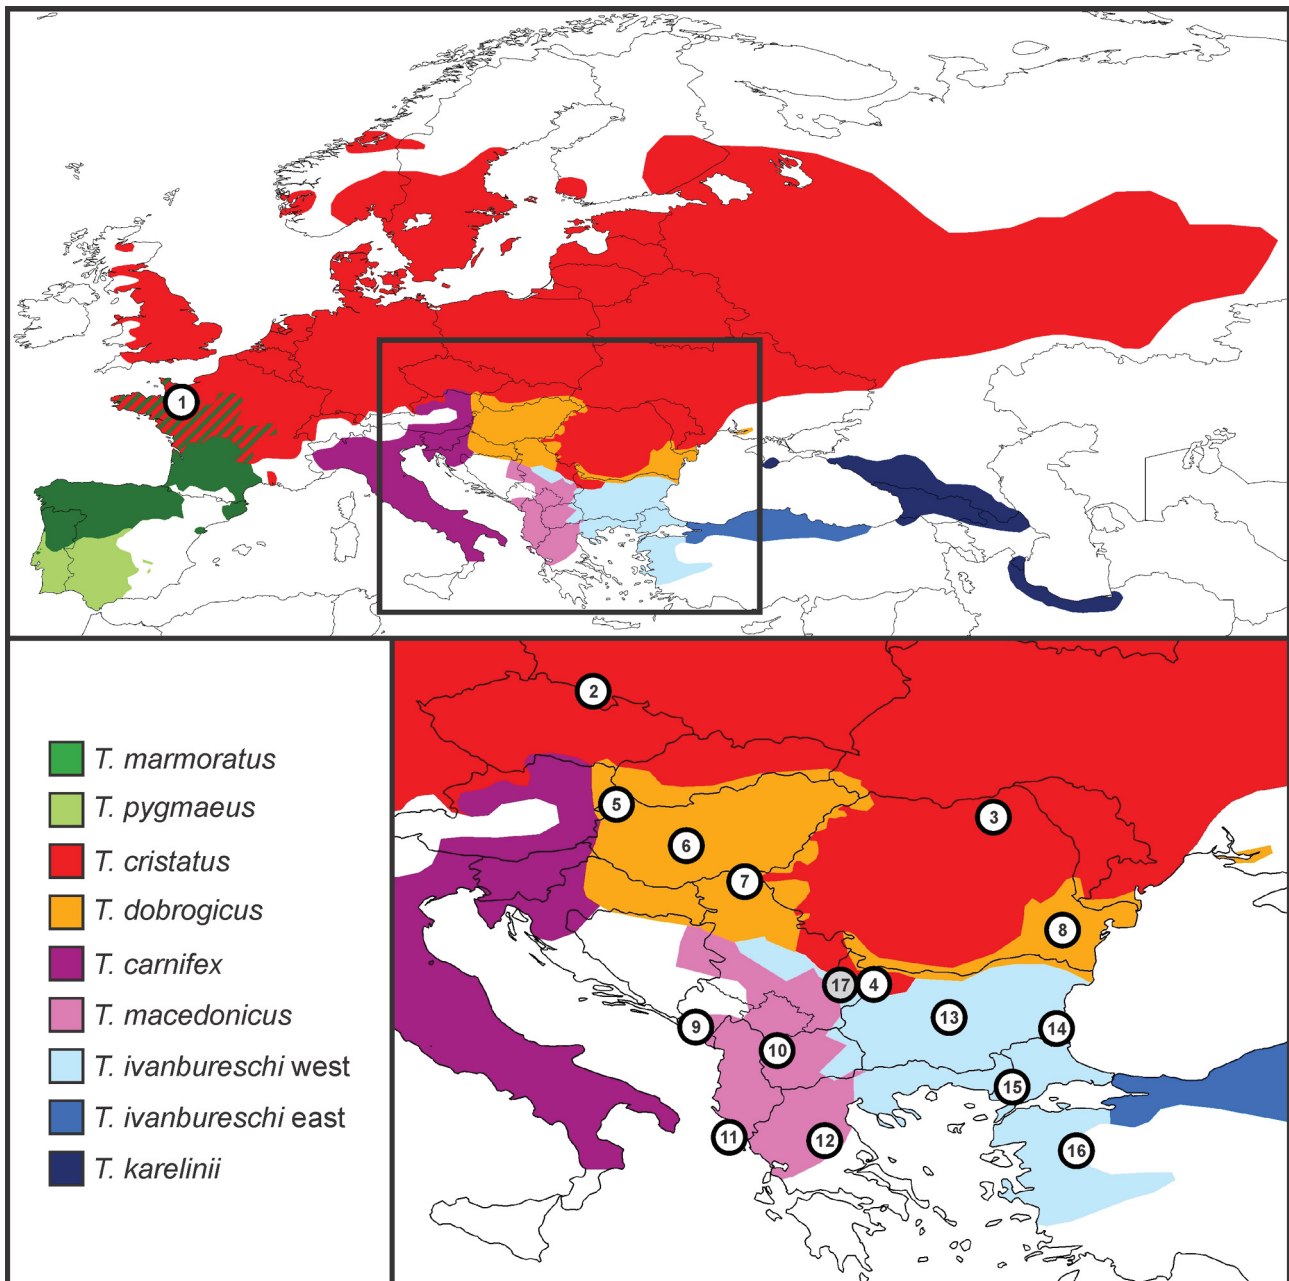 1
2
3
5
6
7
8
17
4
13
9
14
10
15
11
12
16
T. marmoratus
T. pygmaeus
T. cristatus
T. dobrogicus
T. carnifex
T. macedonicus
T. ivanbureschi west
T. ivanbureschi east
T. karelinii